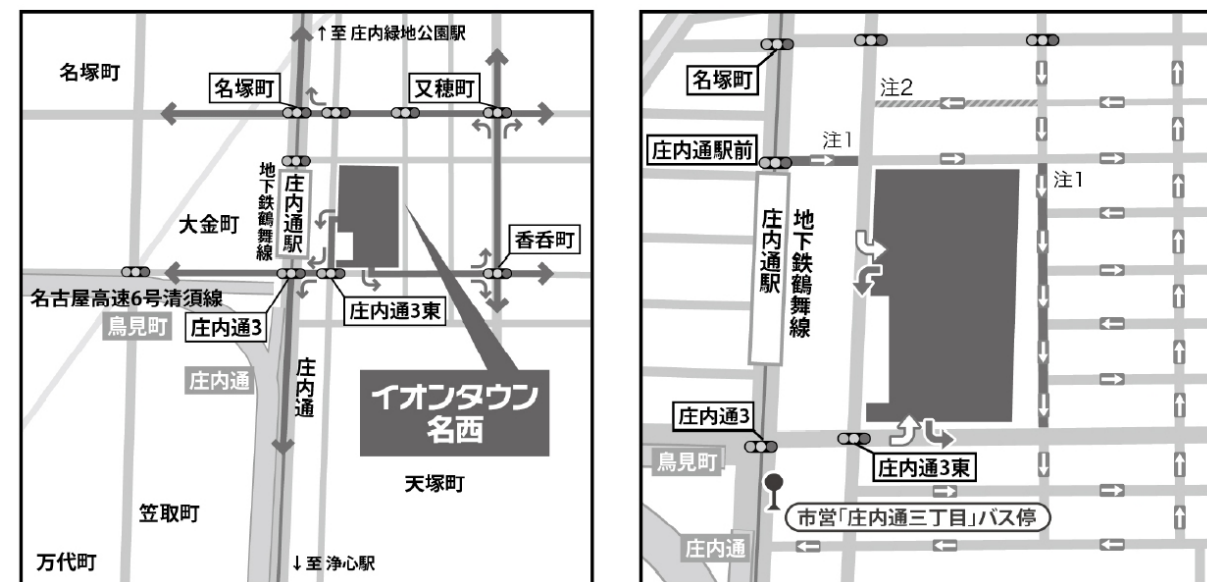 ↑至 庄内緑地公園駅
名塚町
名塚町
又穂町
地下鉄鶴舞線
庄内通駅
大金町
香呑町
名古屋高速6号清須線
鳥見町
庄内通3
庄内通3東
庄内通
庄内通
イオンタウン
名西
天塚町
笠取町
万代町
↓至 浄心駅
名塚町
注2
庄内通駅前
注1
注1
庄内通駅
地下鉄鶴舞線
庄内通3
鳥見町
庄内通3東
市営「庄内通三丁目」バス停
庄内通